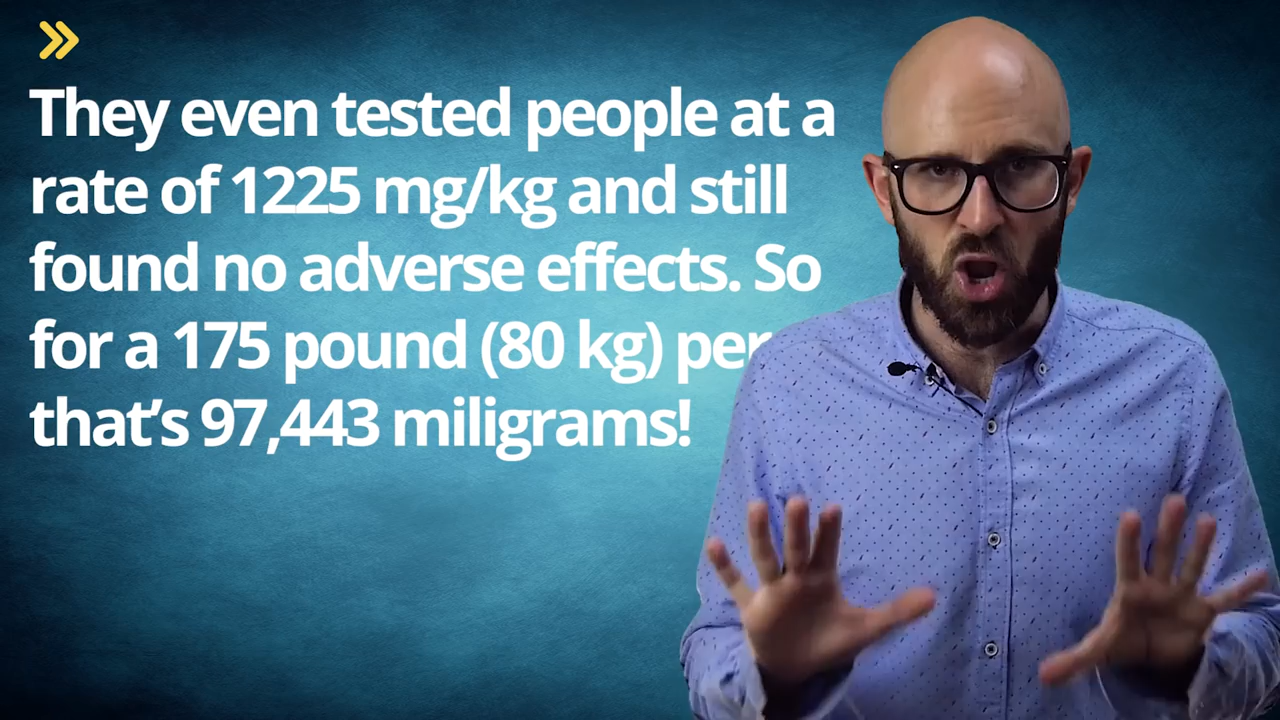 They even tested people at a
rate of 1225 mg/kg and still
found no adverse effects. So
for a 175 pound (80 kg) per
that's 97,443 miligrams!